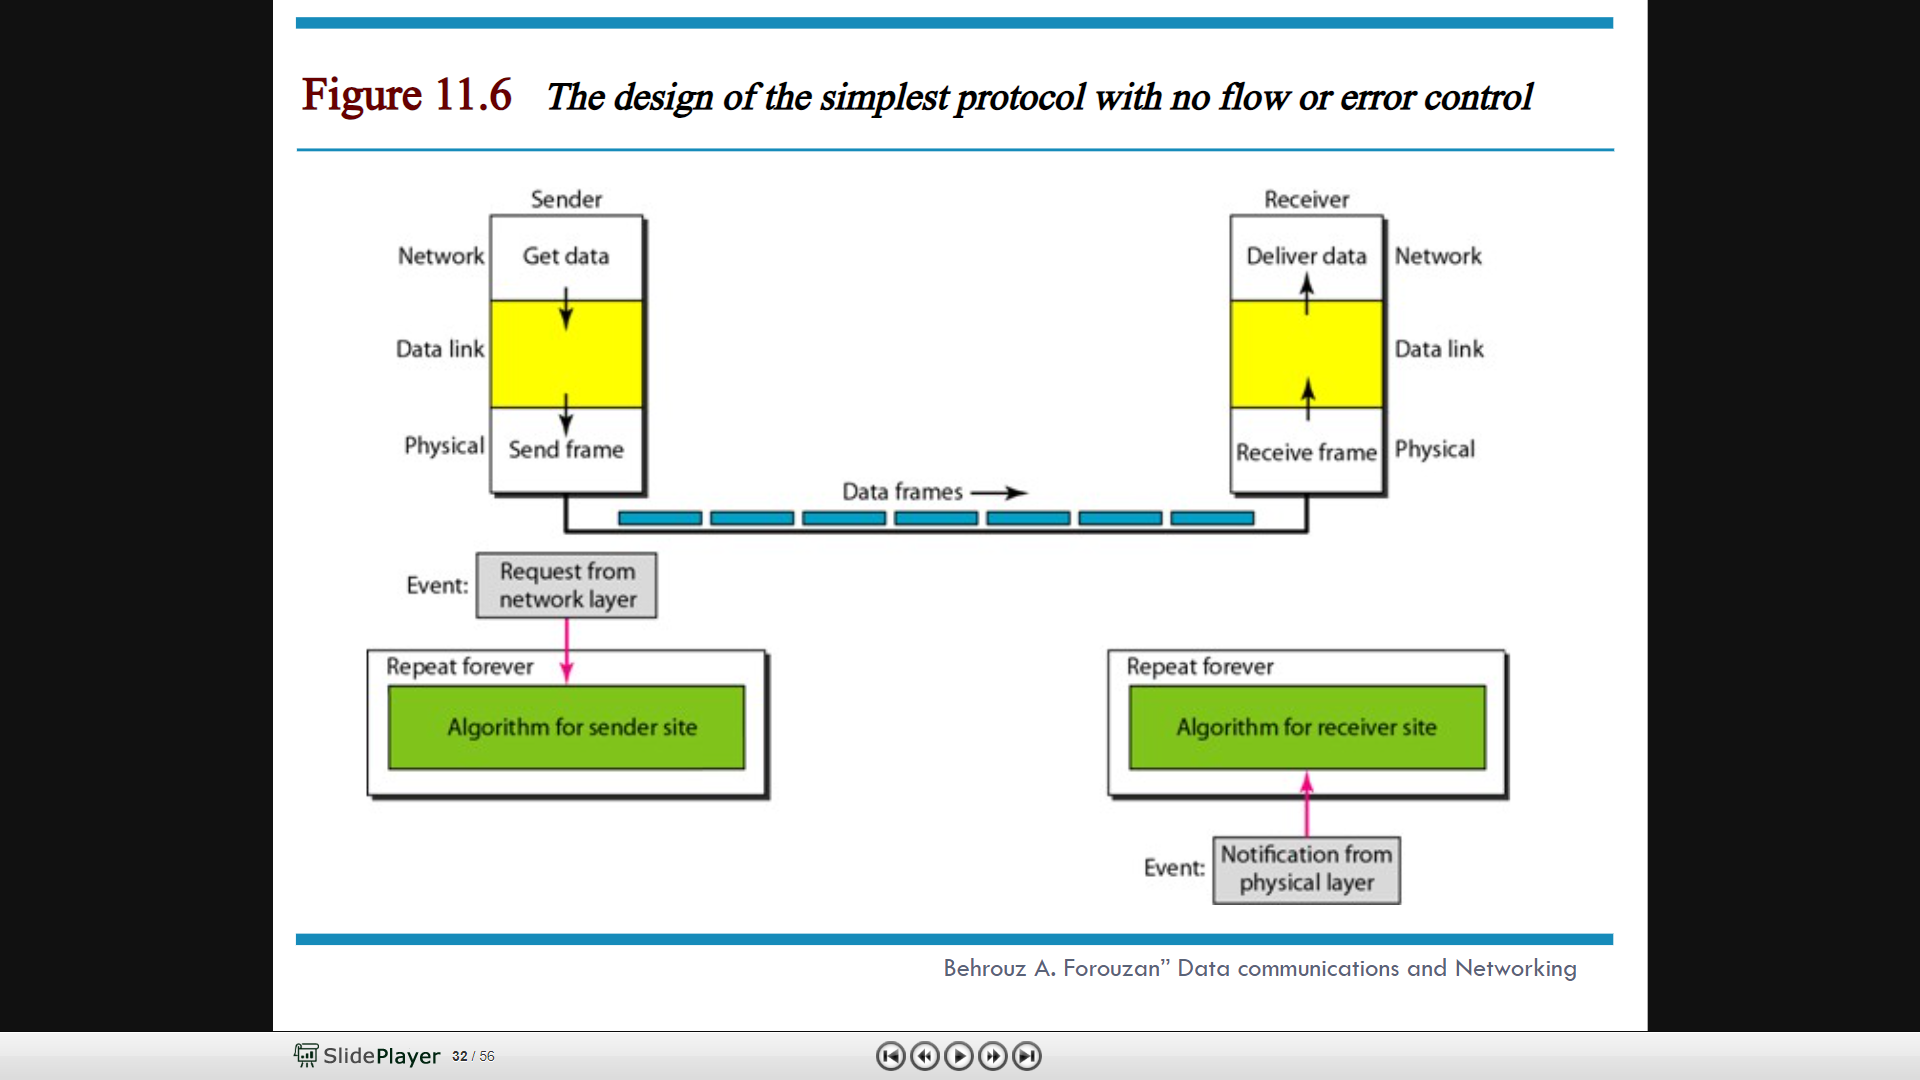 Figure 11.6 The design of the simplest protocol with no flow or error control
Sender
Receiver
Network
Get data
Deliver data
Network
Data link
Data link
Physical
Send frame
Receive frame
Physical
Data frames
Event:
Request from
network layer
Repeat forever
Algorithm for sender site
Repeat forever
Algorithm for receiver site
Event:
Notification from
physical layer
Behrouz A. Forouzan” Data communications and Networking
SlidePlayer 32 / 56